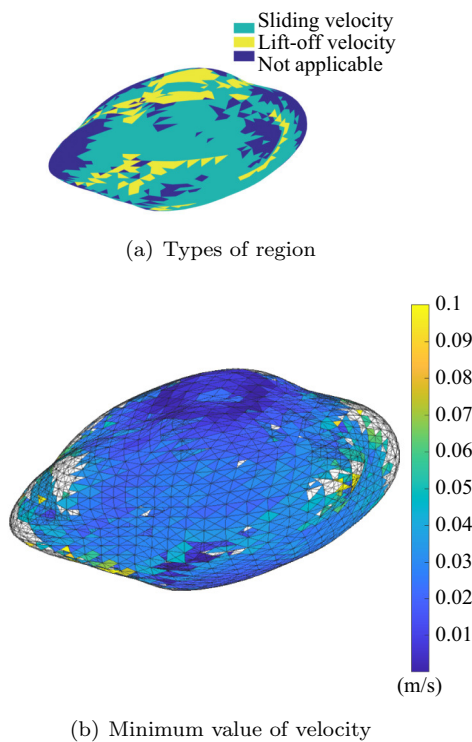 Sliding velocity
Lift-off velocity
Not applicable
(a) Types of region
0.1
0.09
0.08
0.07
0.06
0.05
0.04
0.03
0.02
0.01
(m/s)
(b) Minimum value of velocity